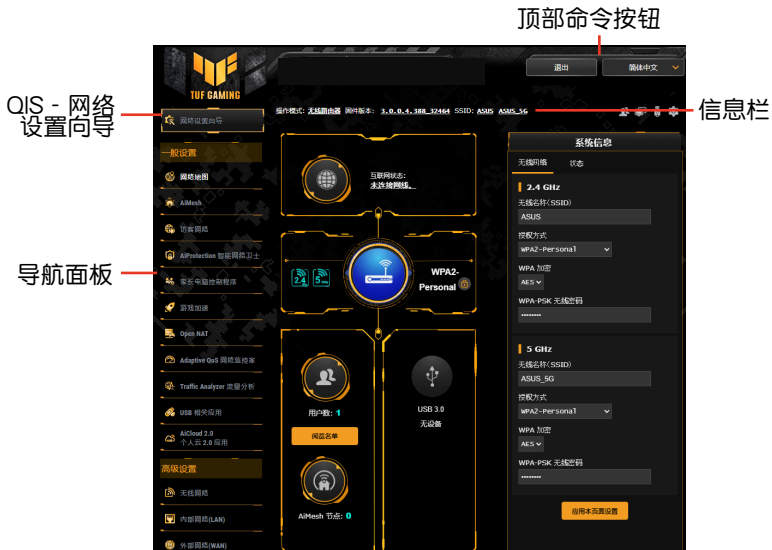 顶部命令按钮
退出
简体中文
TUF GAMING
QIS - 网络
设置向导
网络设置向导
操作模式: 无线路由器 固件版本: 3.0.0.4.388_32464 SSID: ASUS ASUS_5G
信息栏
导航面板
一般设置
网络地图
AiMesh
访客网络
AiProtection 智能网络卫士
家长电脑控制程序
游戏加速
Open NAT
Adaptive QoS 网络监控家
Traffic Analyzer 流量分析
USB 相关应用
AiCloud 2.0
个人云 2.0 应用
高级设置
无线网络
内部网络(LAN)
外部网络(WAN)
互联网状态:
未连接网线。
2.4
5
WPA2-
Personal
用户数: 1
阅览名单
AiMesh 节点: 0
USB 3.0
无设备
系统信息
无线网络
状态
2.4 GHz
无线名称(SSID)
ASUS
授权方式
WPA2-Personal
WPA 加密
AES
WPA-PSK 无线密码
••••••••
5 GHz
无线名称(SSID)
ASUS_5G
授权方式
WPA2-Personal
WPA 加密
AES
WPA-PSK 无线密码
••••••••
应用本页面设置